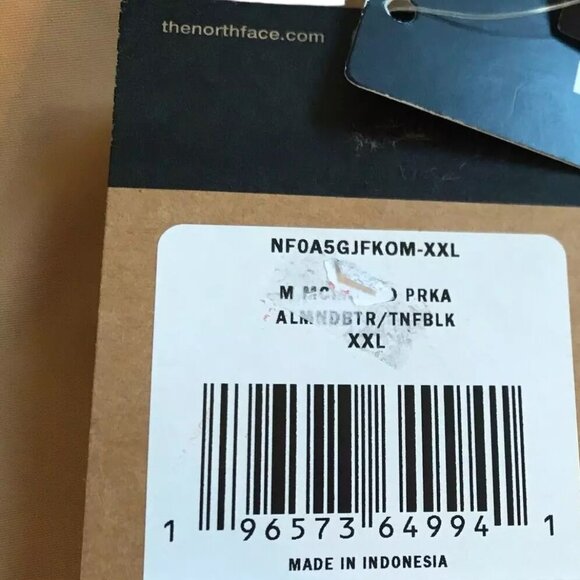 thenorthface.com
NF0A5GJFKOM-XXL
M PRKA
ALMNDBTR/TNFBLK
XXL
1 96573 64994 1
MADE IN INDONESIA